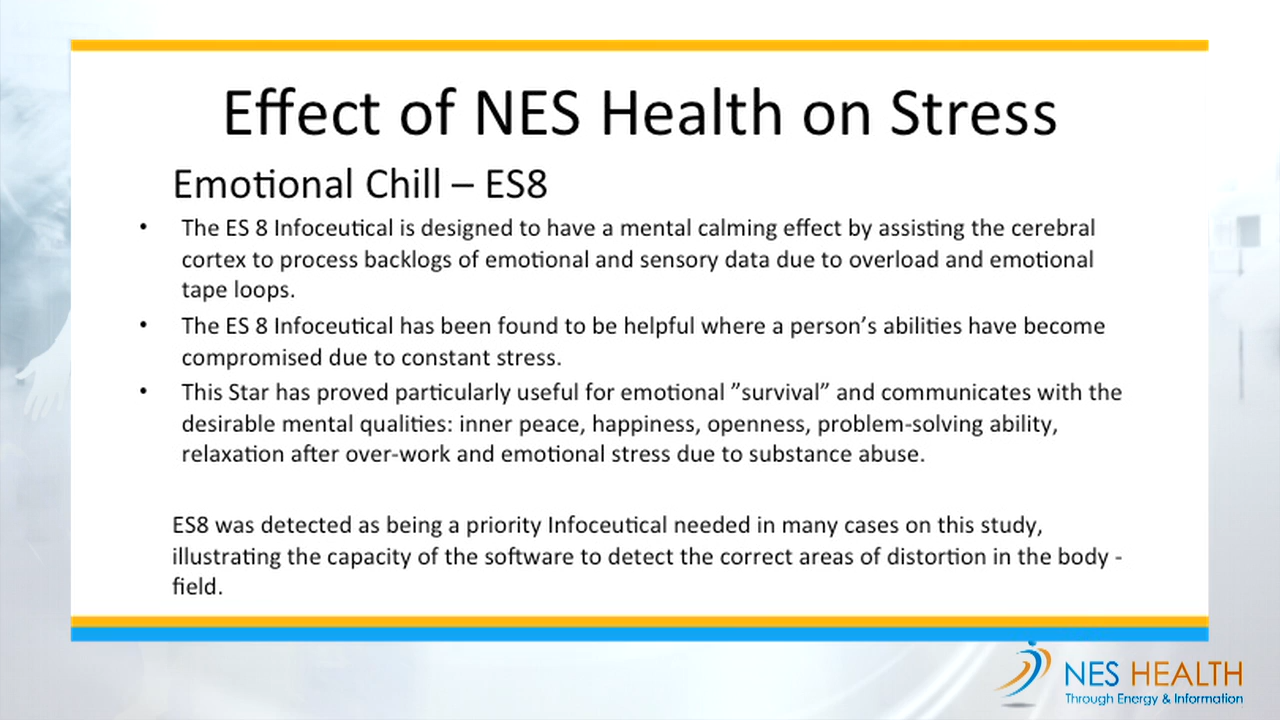 Effect of NES Health on Stress
Emotional Chill – ES8
• The ES 8 Infoceutical is designed to have a mental calming effect by assisting the cerebral
cortex to process backlogs of emotional and sensory data due to overload and emotional
tape loops.
• The ES 8 Infoceutical has been found to be helpful where a person’s abilities have become
compromised due to constant stress.
• This Star has proved particularly useful for emotional ”survival” and communicates with the
desirable mental qualities: inner peace, happiness, openness, problem-solving ability,
relaxation after over-work and emotional stress due to substance abuse.
ES8 was detected as being a priority Infoceutical needed in many cases on this study,
illustrating the capacity of the software to detect the correct areas of distortion in the body -
field.
NES HEALTH
Through Energy & Information